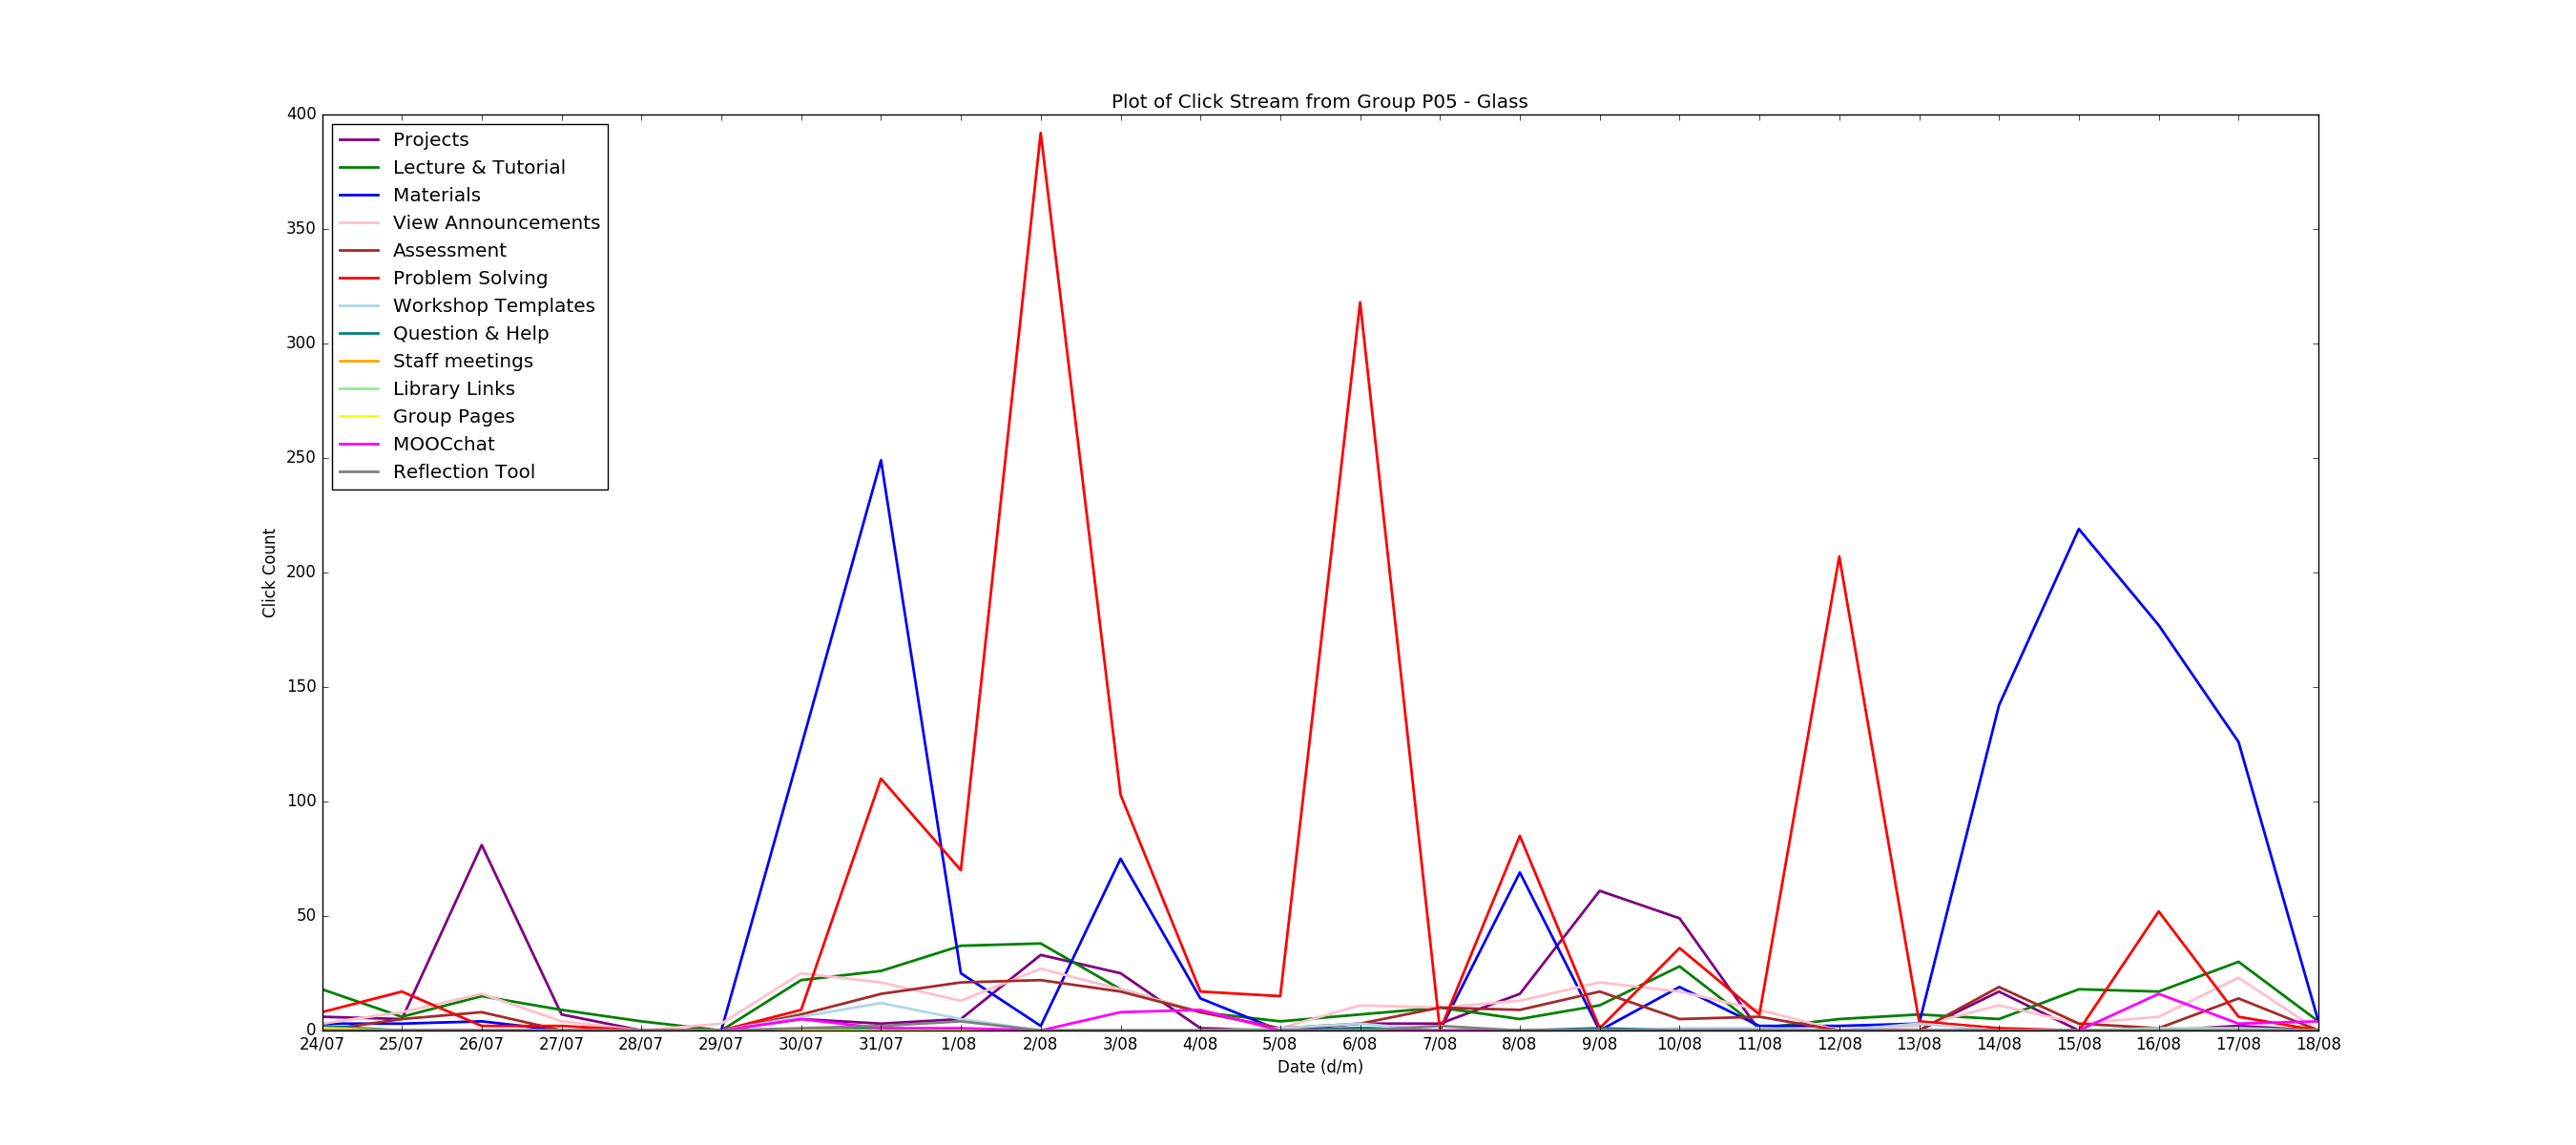 Plot of Click Stream from Group P05 - Glass
400
350
300
250
200
150
100
50
0
Click Count
Projects
Lecture & Tutorial
Materials
View Announcements
Assessment
Problem Solving
Workshop Templates
Question & Help
Staff meetings
Library Links
Group Pages
MOOCchat
Reflection Tool
24/07 25/07 26/07 27/07 28/07 29/07 30/07 31/07 1/08 2/08 3/08 4/08 5/08 6/08 7/08 8/08 9/08 10/08 11/08 12/08 13/08 14/08 15/08 16/08 17/08 18/08
Date (d/m)